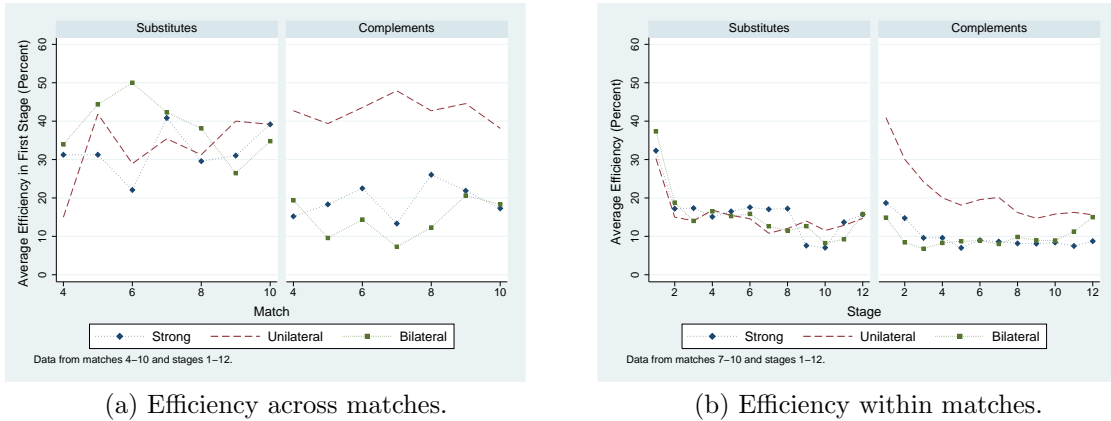 Substitutes
Complements
Average Efficiency in First Stage (Percent)
60
50
40
30
20
10
0
4 6 8 10 4 6 8 10
Match
Strong Unilateral Bilateral
Data from matches 4–10 and stages 1–12.
(a) Efficiency across matches.
Substitutes
Complements
Average Efficiency (Percent)
60
50
40
30
20
10
0
2 4 6 8 10 12 2 4 6 8 10 12
Stage
Strong Unilateral Bilateral
Data from matches 7–10 and stages 1–12.
(b) Efficiency within matches.